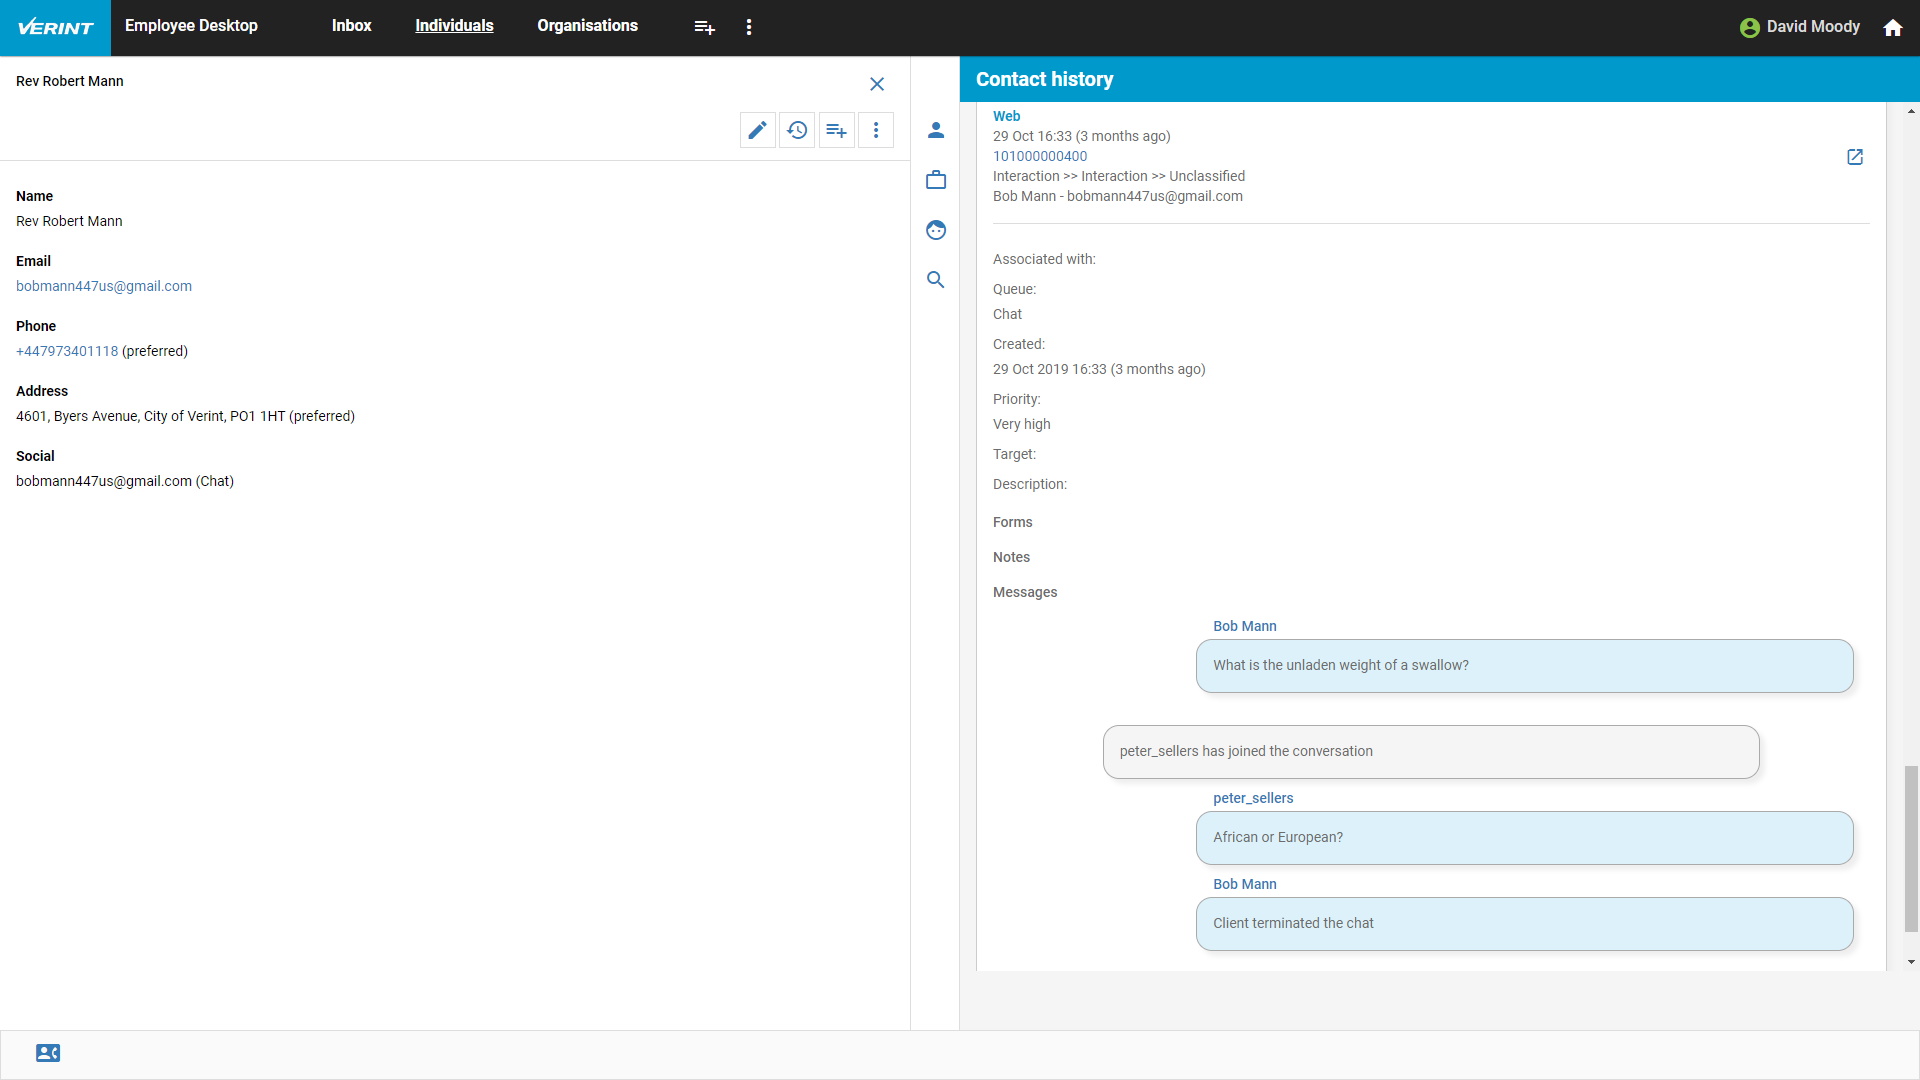 VERINT Employee Desktop Inbox Individuals Organisations David Moody
Rev Robert Mann
Name
Rev Robert Mann
Email
bobmann447us@gmail.com
Phone
+447973401118 (preferred)
Address
4601, Byers Avenue, City of Verint, PO1 1HT (preferred)
Social
bobmann447us@gmail.com (Chat)
Contact history
Web
29 Oct 16:33 (3 months ago)
101000000400
Interaction >> Interaction >> Unclassified
Bob Mann - bobmann447us@gmail.com
Associated with:
Queue:
Chat
Created:
29 Oct 2019 16:33 (3 months ago)
Priority:
Very high
Target:
Description:
Forms
Notes
Messages
Bob Mann
What is the unladen weight of a swallow?
peter_sellers has joined the conversation
peter_sellers
African or European?
Bob Mann
Client terminated the chat